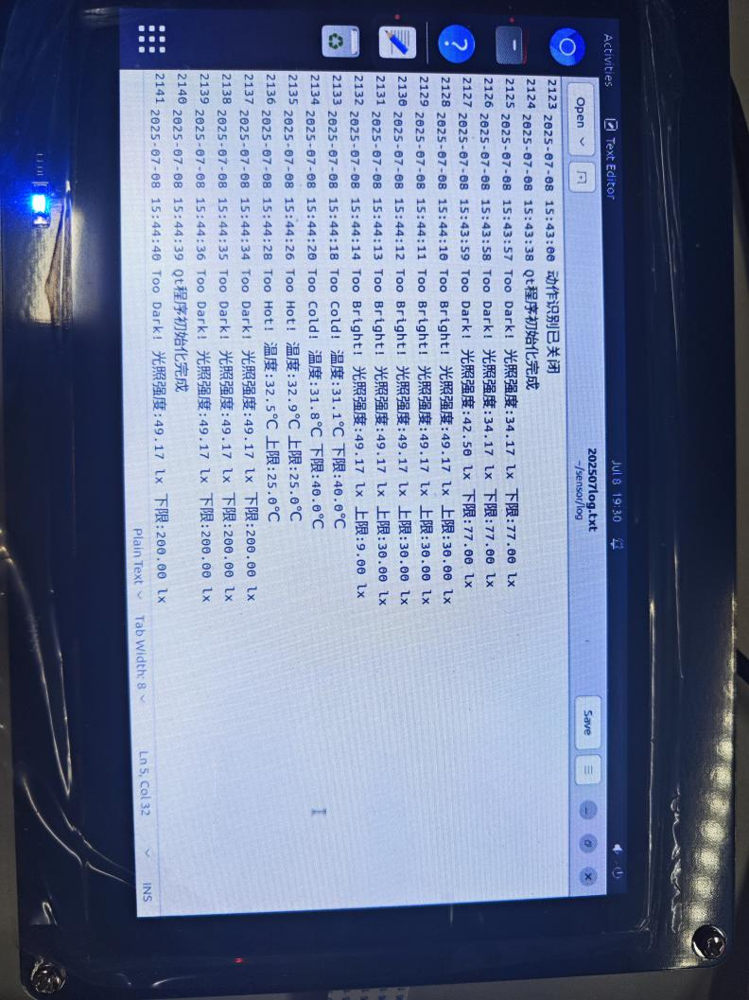 Activities
Text Editor
Jul 8 19:30
Open
202507log.txt
~/sensor/log
Save
2123 2025-07-08 15:43:00 动作识别已关闭
2124 2025-07-08 15:43:38 Qt程序初始化完成
2125 2025-07-08 15:43:57 Too Dark! 光照强度:34.17 lx 下限:77.00 lx
2126 2025-07-08 15:43:58 Too Dark! 光照强度:34.17 lx 下限:77.00 lx
2127 2025-07-08 15:43:59 Too Dark! 光照强度:42.50 lx 下限:77.00 lx
2128 2025-07-08 15:44:10 Too Bright! 光照强度:49.17 lx 上限:30.00 lx
2129 2025-07-08 15:44:11 Too Bright! 光照强度:49.17 lx 上限:30.00 lx
2130 2025-07-08 15:44:12 Too Bright! 光照强度:49.17 lx 上限:30.00 lx
2131 2025-07-08 15:44:13 Too Bright! 光照强度:49.17 lx 上限:30.00 lx
2132 2025-07-08 15:44:14 Too Bright! 光照强度:49.17 lx 上限:9.00 lx
2133 2025-07-08 15:44:18 Too Cold! 温度:31.1℃ 下限:40.0℃
2134 2025-07-08 15:44:20 Too Cold! 温度:31.8℃ 下限:40.0℃
2135 2025-07-08 15:44:26 Too Hot! 温度:32.9℃ 上限:25.0℃
2136 2025-07-08 15:44:28 Too Hot! 温度:32.5℃ 上限:25.0℃
2137 2025-07-08 15:44:34 Too Dark! 光照强度:49.17 lx 下限:200.00 lx
2138 2025-07-08 15:44:35 Too Dark! 光照强度:49.17 lx 下限:200.00 lx
2139 2025-07-08 15:44:36 Too Dark! 光照强度:49.17 lx 下限:200.00 lx
2140 2025-07-08 15:44:39 Qt程序初始化完成
2141 2025-07-08 15:44:40 Too Dark! 光照强度:49.17 lx 下限:200.00 lx
Plain Text
Tab Width: 8
Ln 5, Col 32
INS